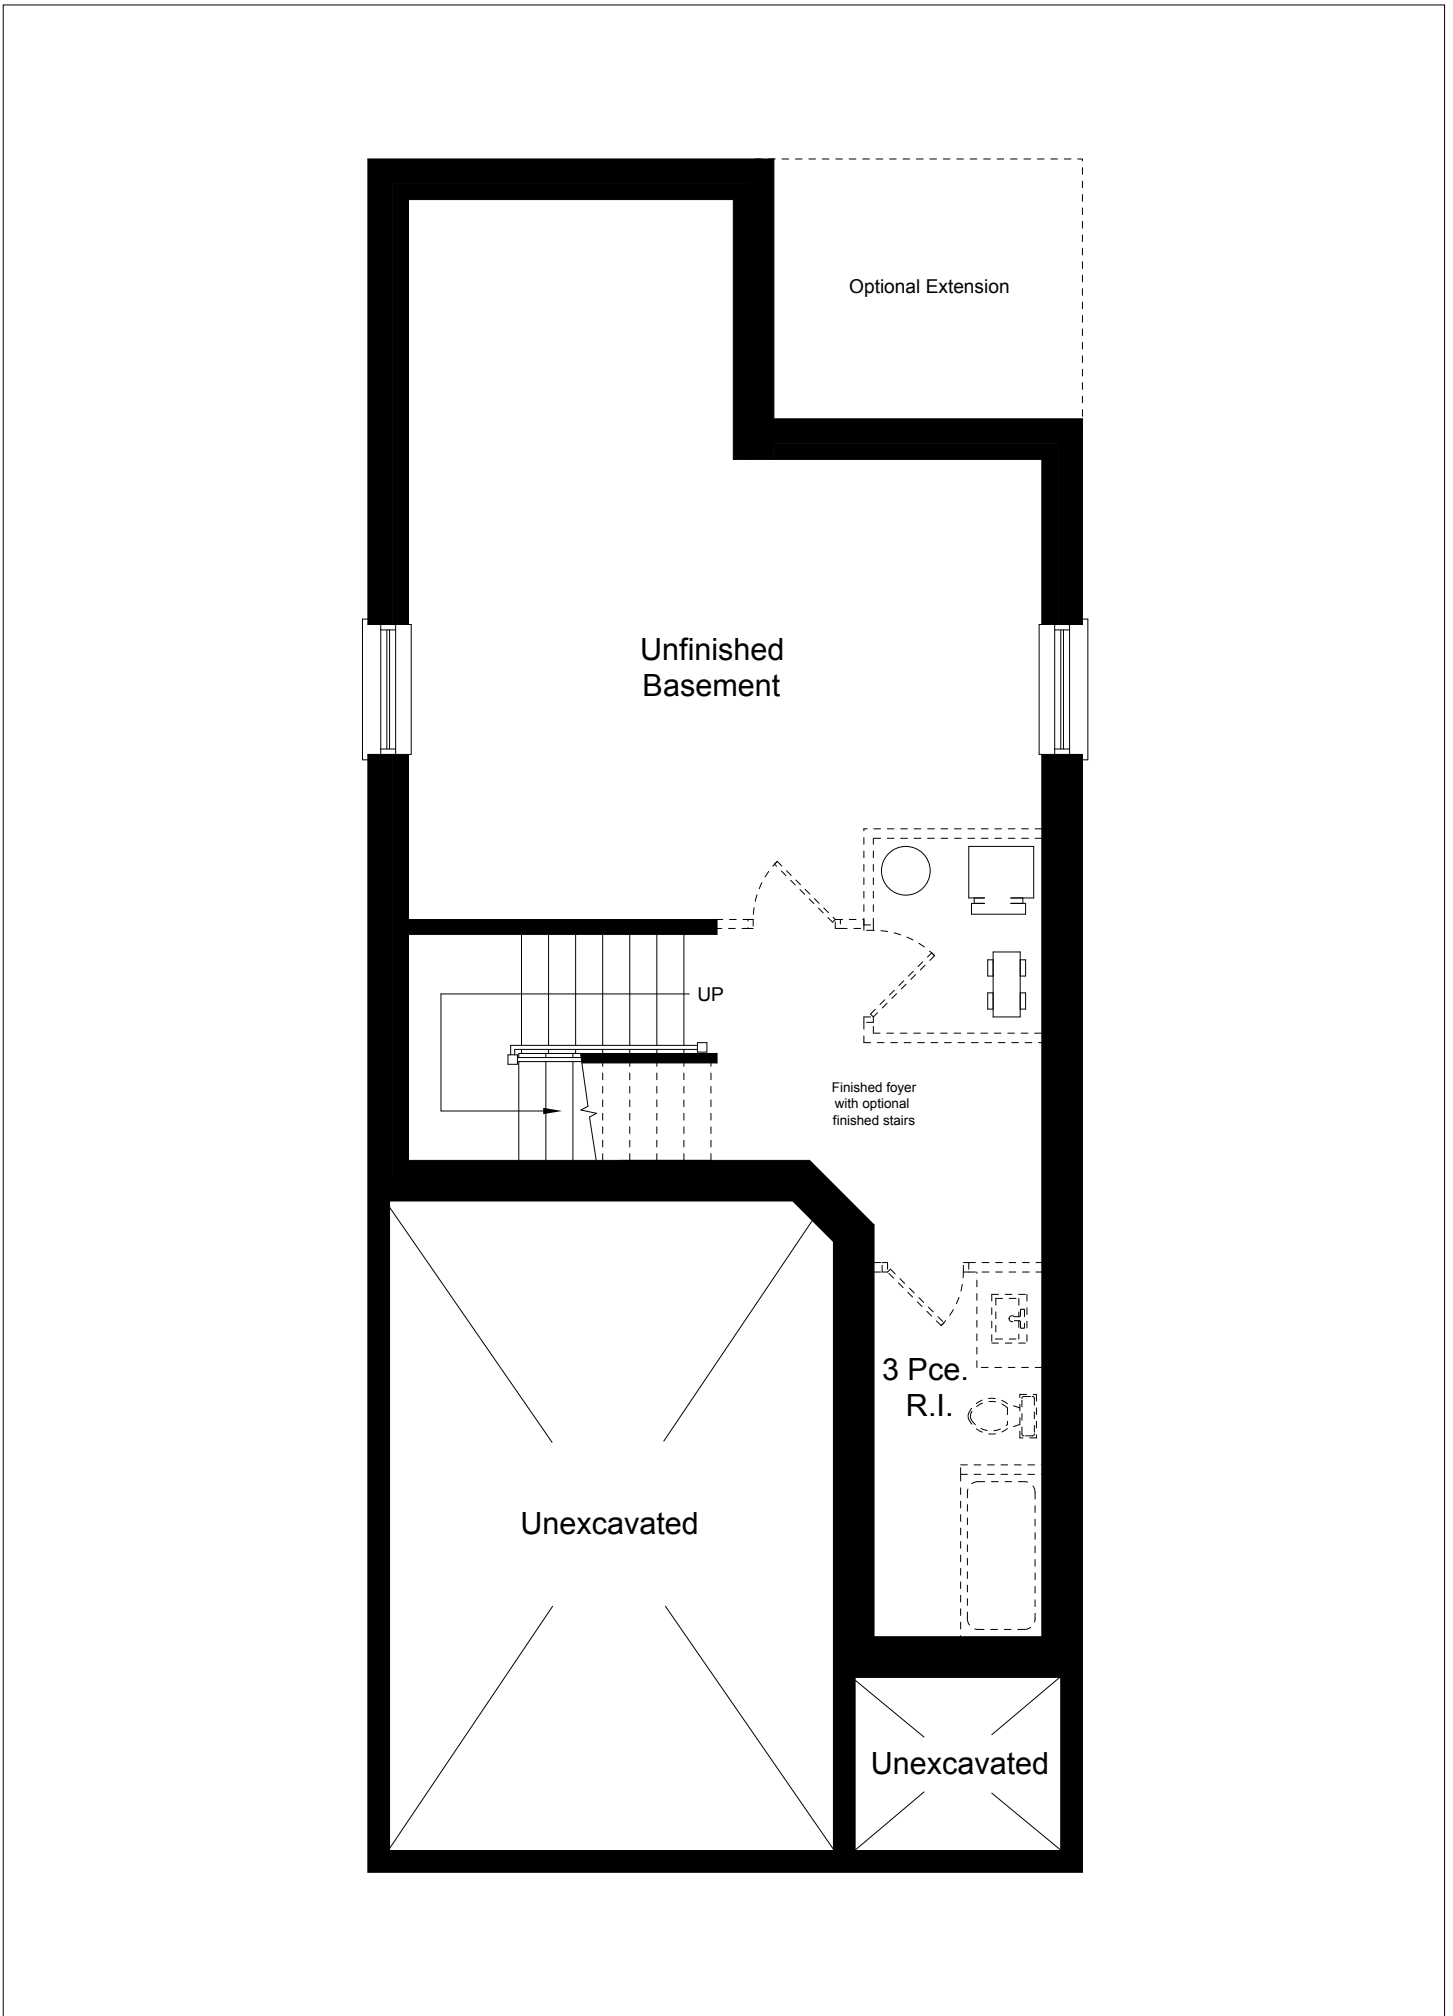 Optional Extension
Unfinished
Basement
UP
Finished foyer
with optional
finished stairs
3 Pce.
R.I.
Unexcavated
Unexcavated